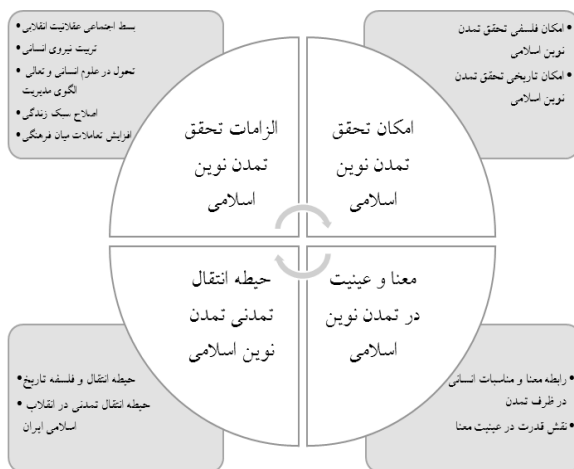 • امکان فلسفی تحقق تمدن
نوین اسلامی
• امکان تاریخی تحقق تمدن
نوین اسلامی
• بسط اجتماعی عقلانیت انقلابی
• تربیت نیروی انسانی
• تحول در علوم انسانی و تعالی
الگوی مدیریت
• اصلاح سبک زندگی
• افزایش تعاملات میان فرهنگی
امکان تحقق
تمدن نوین
اسلامی
الزامات تحقق
تمدن نوین
اسلامی
معنا و عینیت
در تمدن نوین
اسلامی
حیطه انتقال
تمدنی تمدن
نوین اسلامی
• رابطه معنا و مناسبات انسانی
در ظرف تمدن
• نقش قدرت در عینیت معنا
• حیطه انتقال و فلسفه تاریخ
• حیطه انتقال تمدنی در انقلاب
اسلامی ایران